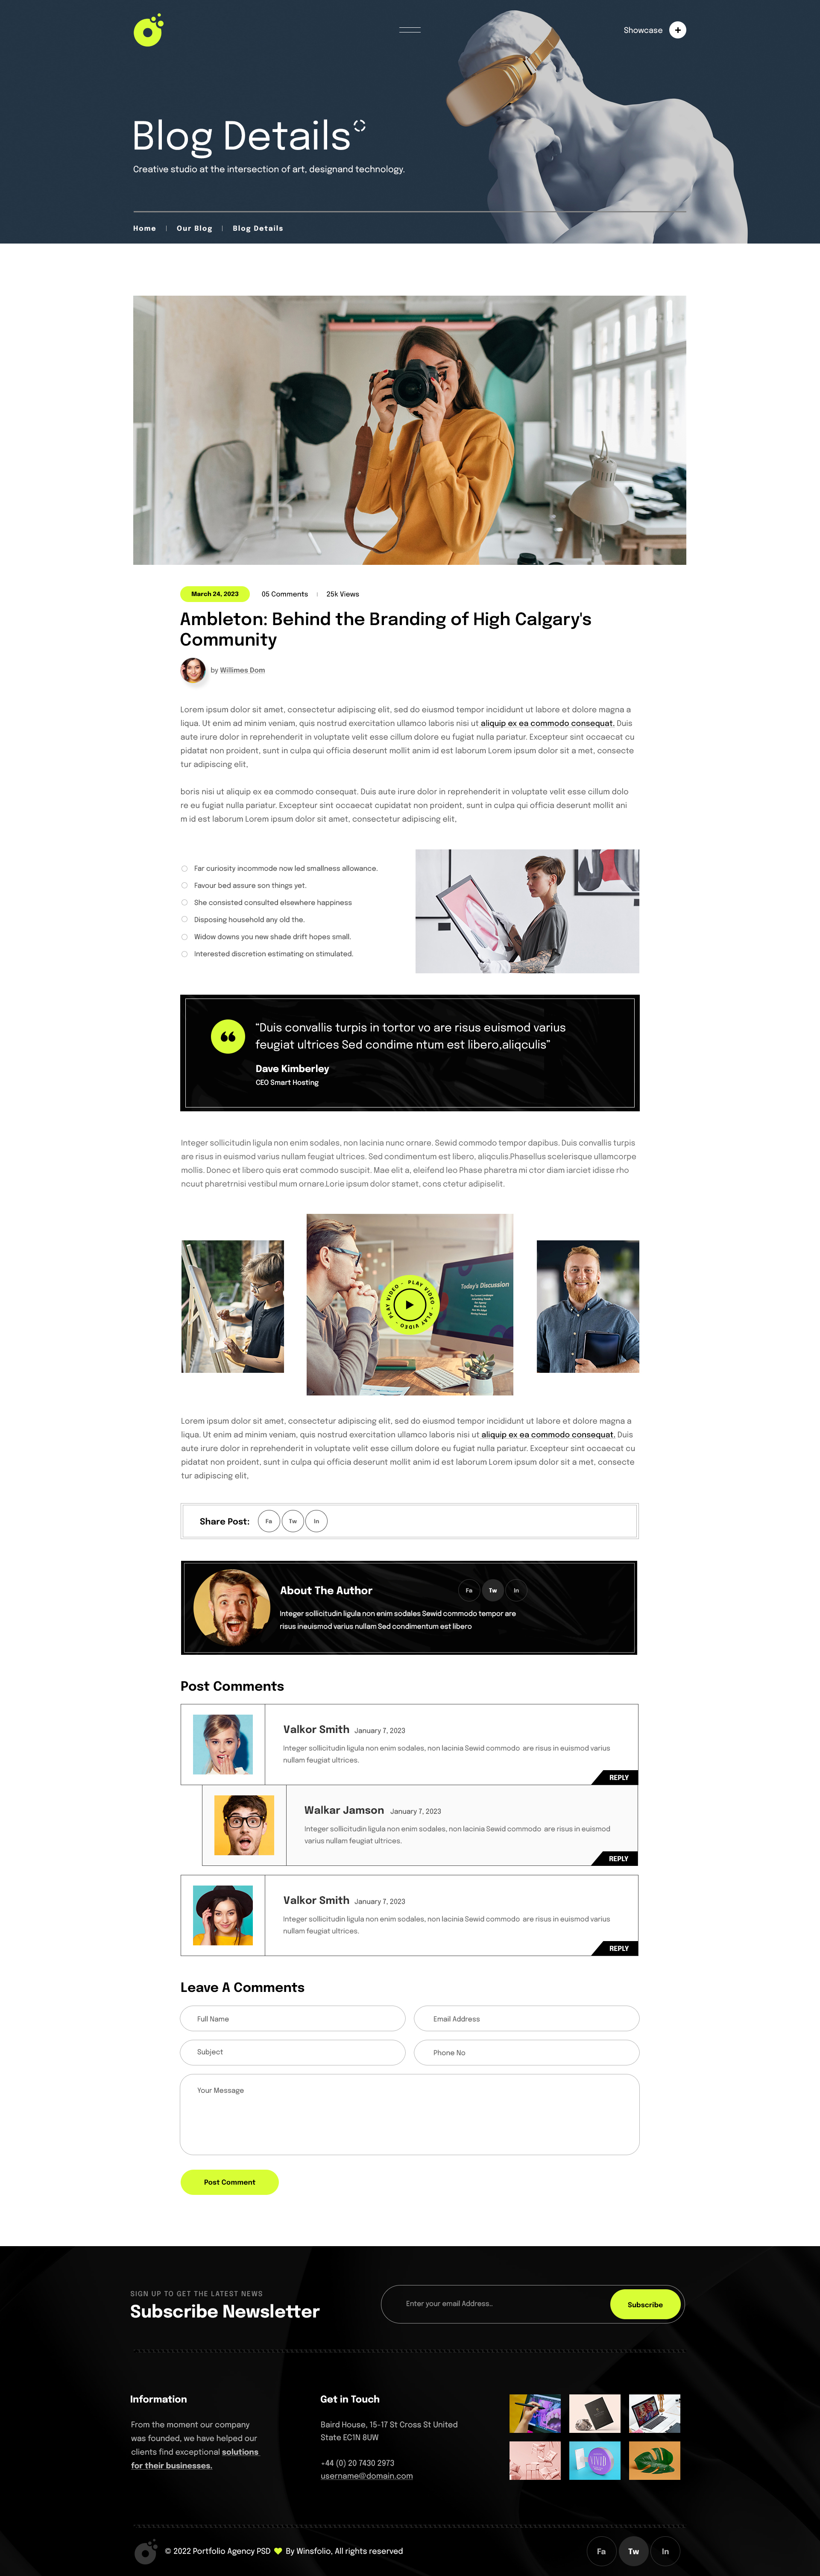 Showcase
Blog Details
Creative studio at the intersection of art, designand technology.
Home | Our Blog | Blog Details
March 24, 2023 05 Comments | 25k Views
Ambleton: Behind the Branding of High Calgary's
Community
by Willimes Dom
Lorem ipsum dolor sit amet, consectetur adipiscing elit, sed do eiusmod tempor incididunt ut labore et dolore magna a
liqua. Ut enim ad minim veniam, quis nostrud exercitation ullamco laboris nisi ut aliquip ex ea commodo consequat. Duis
aute irure dolor in reprehenderit in voluptate velit esse cillum dolore eu fugiat nulla pariatur. Excepteur sint occaecat cu
pidatat non proident, sunt in culpa qui officia deserunt mollit anim id est laborum Lorem ipsum dolor sit a met, consecte
tur adipiscing elit,
boris nisi ut aliquip ex ea commodo consequat. Duis aute irure dolor in reprehenderit in voluptate velit esse cillum dolo
re eu fugiat nulla pariatur. Excepteur sint occaecat cupidatat non proident, sunt in culpa qui officia deserunt mollit ani
m id est laborum Lorem ipsum dolor sit amet, consectetur adipiscing elit,
Far curiosity incommode now led smallness allowance.
Favour bed assure son things yet.
She consisted consulted elsewhere happiness
Disposing household any old the.
Widow downs you new shade drift hopes small.
Interested discretion estimating on stimulated.
“Duis convallis turpis in tortor vo are risus euismod varius
feugiat ultrices Sed condime ntum est libero,aliqculis”
Dave Kimberley
CEO Smart Hosting
Integer sollicitudin ligula non enim sodales, non lacinia nunc ornare. Sewid commodo tempor dapibus. Duis convallis turpis
are risus in euismod varius nullam feugiat ultrices. Sed condimentum est libero, aliqculis.Phasellus scelerisque ullamcorpe
mollis. Donec et libero quis erat commodo suscipit. Mae elit a, eleifend leo Phase pharetra mi ctor diam iarciet idisse rho
ncuut pharetrnisi vestibul mum ornare.Lorie ipsum dolor stamet, cons ctetur adipiselit.
Today's Discussion
PLAY VIDEO - PLAY VIDEO - PLAY VIDEO -
Lorem ipsum dolor sit amet, consectetur adipiscing elit, sed do eiusmod tempor incididunt ut labore et dolore magna a
liqua. Ut enim ad minim veniam, quis nostrud exercitation ullamco laboris nisi ut aliquip ex ea commodo consequat. Duis
aute irure dolor in reprehenderit in voluptate velit esse cillum dolore eu fugiat nulla pariatur. Excepteur sint occaecat cu
pidatat non proident, sunt in culpa qui officia deserunt mollit anim id est laborum Lorem ipsum dolor sit a met, consecte
tur adipiscing elit,
Share Post: Fa Tw In
About The Author Fa Tw In
Integer sollicitudin ligula non enim sodales Sewid commodo tempor are
risus ineuismod varius nullam Sed condimentum est libero
Post Comments
Valkor Smith January 7, 2023
Integer sollicitudin ligula non enim sodales, non lacinia Sewid commodo are risus in euismod varius
nullam feugiat ultrices.
REPLY
Walkar Jamson January 7, 2023
Integer sollicitudin ligula non enim sodales, non lacinia Sewid commodo are risus in euismod
varius nullam feugiat ultrices.
REPLY
Valkor Smith January 7, 2023
Integer sollicitudin ligula non enim sodales, non lacinia Sewid commodo are risus in euismod varius
nullam feugiat ultrices.
REPLY
Leave A Comments
Full Name Email Address
Subject Phone No
Your Message
Post Comment
SIGN UP TO GET THE LATEST NEWS
Subscribe Newsletter
Enter your email Address..
Subscribe
Information
From the moment our company
was founded, we have helped our
clients find exceptional solutions
for their businesses.
Get in Touch
Baird House, 15-17 St Cross St United
State EC1N 8UW
+44 (0) 20 7430 2973
username@domain.com
© 2022 Portfolio Agency PSD By Winsfolio, All rights reserved
Fa Tw In